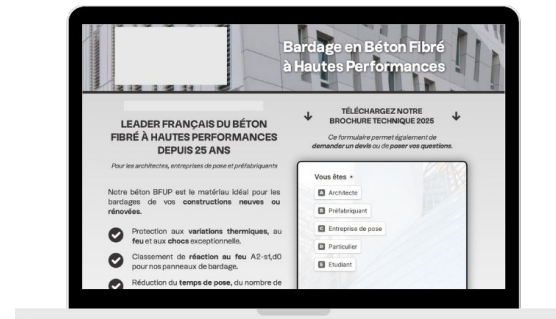 Bardage en Béton Fibré
à Hautes Performances
LEADER FRANÇAIS DU BÉTON
FIBRÉ À HAUTES PERFORMANCES
DEPUIS 25 ANS
Pour les architectes, entreprises de pose et préfabriquants
Notre béton BFUP est le matériau idéal pour les
bardages de vos constructions neuves ou
rénovées.
Protection aux variations thermiques, au
feu et aux chocs exceptionnelle.
Classement de réaction au feu A2-s1,d0
pour nos panneaux de bardage.
Réduction du temps de pose, du nombre de
TÉLÉCHARGEZ NOTRE
BROCHURE TECHNIQUE 2025
Ce formulaire permet également de
demander un devis ou de poser vos questions.
Vous êtes
A Architecte
B Préfabriquant
C Entreprise de pose
D Particulier
E Etudiant